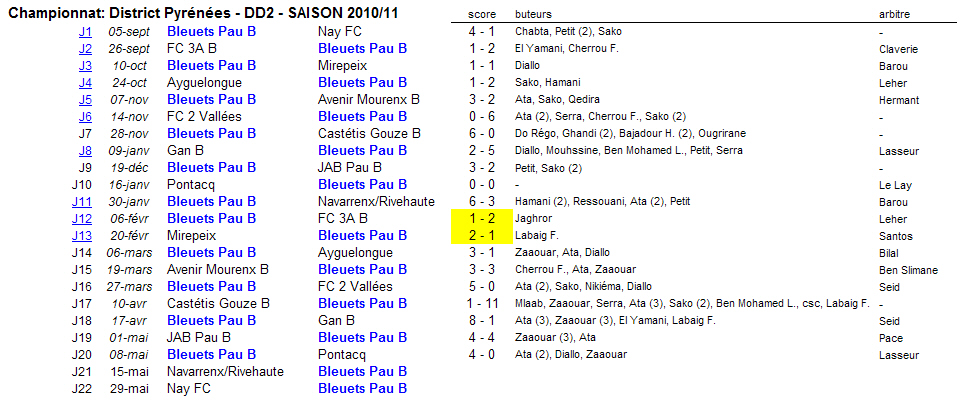 Championnat: District Pyrénées - DD2 - SAISON 2010/11 score buteurs arbitre
J1 05-sept Bleuets Pau B Nay FC 4 - 1 Chabta, Petit (2), Sako -
J2 26-sept FC 3A B Bleuets Pau B 1 - 2 El Yamani, Cherrou F. Claverie
J3 10-oct Bleuets Pau B Mirepeix 1 - 1 Diallo Barou
J4 24-oct Ayguelongue Bleuets Pau B 1 - 2 Sako, Hamani Leher
J5 07-nov Bleuets Pau B Avenir Mourenx B 3 - 2 Ata, Sako, Qedira Hermant
J6 14-nov FC 2 Vallées Bleuets Pau B 0 - 6 Ata (2), Serra, Cherrou F., Sako (2) -
J7 28-nov Bleuets Pau B Castétis Gouze B 6 - 0 Do Régo, Ghandi (2), Bajadour H. (2), Ougrirane -
J8 09-janv Gan B Bleuets Pau B 2 - 5 Diallo, Mouhssine, Ben Mohamed L., Petit, Serra Lasseur
J9 19-déc Bleuets Pau B JAB Pau B 3 - 2 Petit, Sako (2) -
J10 16-janv Pontacq Bleuets Pau B 0 - 0 - Le Lay
J11 30-janv Bleuets Pau B Navarrenx/Rivehaute 6 - 3 Hamani (2), Ressouani, Ata (2), Petit Barou
J12 06-févr Bleuets Pau B FC 3A B 1 - 2 Jaghror Leher
J13 20-févr Mirepeix Bleuets Pau B 2 - 1 Labaig F. Santos
J14 06-mars Bleuets Pau B Ayguelongue 3 - 1 Zaaouar, Ata, Diallo Bilal
J15 19-mars Avenir Mourenx B Bleuets Pau B 3 - 3 Cherrou F., Ata, Zaaouar Ben Slimane
J16 27-mars Bleuets Pau B FC 2 Vallées 5 - 0 Ata (2), Sako, Nikiéma, Diallo Seid
J17 10-avr Castétis Gouze B Bleuets Pau B 1 - 11 Mlaab, Zaaouar, Serra, Ata (3), Sako (2), Ben Mohamed L., csc, Labaig F. -
J18 17-avr Bleuets Pau B Gan B 8 - 1 Ata (3), Zaaouar (3), El Yamani, Labaig F. Seid
J19 01-mai JAB Pau B Bleuets Pau B 4 - 4 Zaaouar (3), Ata Pace
J20 08-mai Bleuets Pau B Pontacq 4 - 0 Ata (2), Diallo, Zaaouar Lasseur
J21 15-mai Navarrenx/Rivehaute Bleuets Pau B
J22 29-mai Nay FC Bleuets Pau B